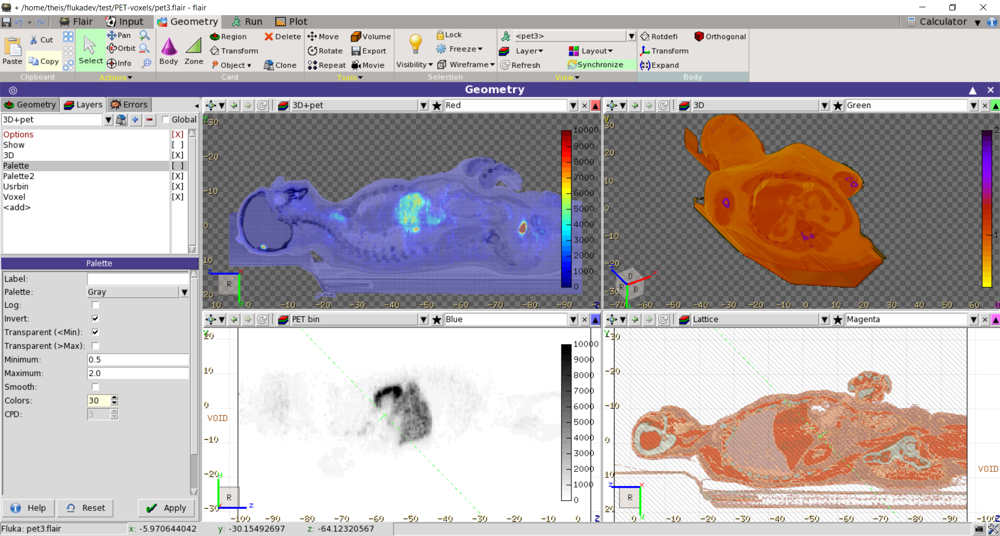 + /home/theis/flukadev/test/PET-voxels/pet3.flair - flair
Flair Input Geometry Run Plot Calculator
Paste Cut Copy
Clipboard
Select Pan Orbit Info
Actions
Body Zone Region Transform Object Delete Clone
Card
Move Rotate Repeat Volume Export Movie
Tools
Visibility Lock Freeze Wireframe
Selection
<pet3> Layer Refresh Layout Synchronize
View
Rotdefi Orthogonal Transform Expand
Body
Geometry
Geometry Layers Errors
3D+pet Global
Options [X]
Show [ ]
3D [X]
Palette [ ]
Palette2 [X]
Usrbin [X]
Voxel [X]
<add>
Palette
Label:
Palette: Gray
Log:
Invert:
Transparent (<Min):
Transparent (>Max):
Minimum: 0.5
Maximum: 2.0
Smooth:
Colors: 30
CPD: 3
Help Reset Apply
3D+pet Red
Y
-30
-20
-10
0
10
20
10 0 -10 -20 -30 -40 -50 -60 -70 -80 -90
10000
9000
8000
7000
6000
5000
4000
3000
2000
1000
0
z x y R
3D Green
30
20
10
0
-10
-20
-30
-70 -60 -50 -40 -30 -20 -10 0 10 20 30 40 50 60
2
1
D R B x
PET bin Blue
Y
20
10
0
-10
-20
-30
VOID
-100 -90 -80 -70 -60 -50 -40 -30 -20 -10 0 Z
10000
9000
8000
7000
6000
5000
4000
3000
2000
1000
0
y R z
Lattice Magenta
Y
-30
-20
-10
0
10
20
VOID
0 -10 -20 -30 -40 -50 -60 -70 -80 -90 -100 Z
z x R y
Fluka: pet3.flair x: -5.970644042 y: -30.15492697 z: -64.12320567